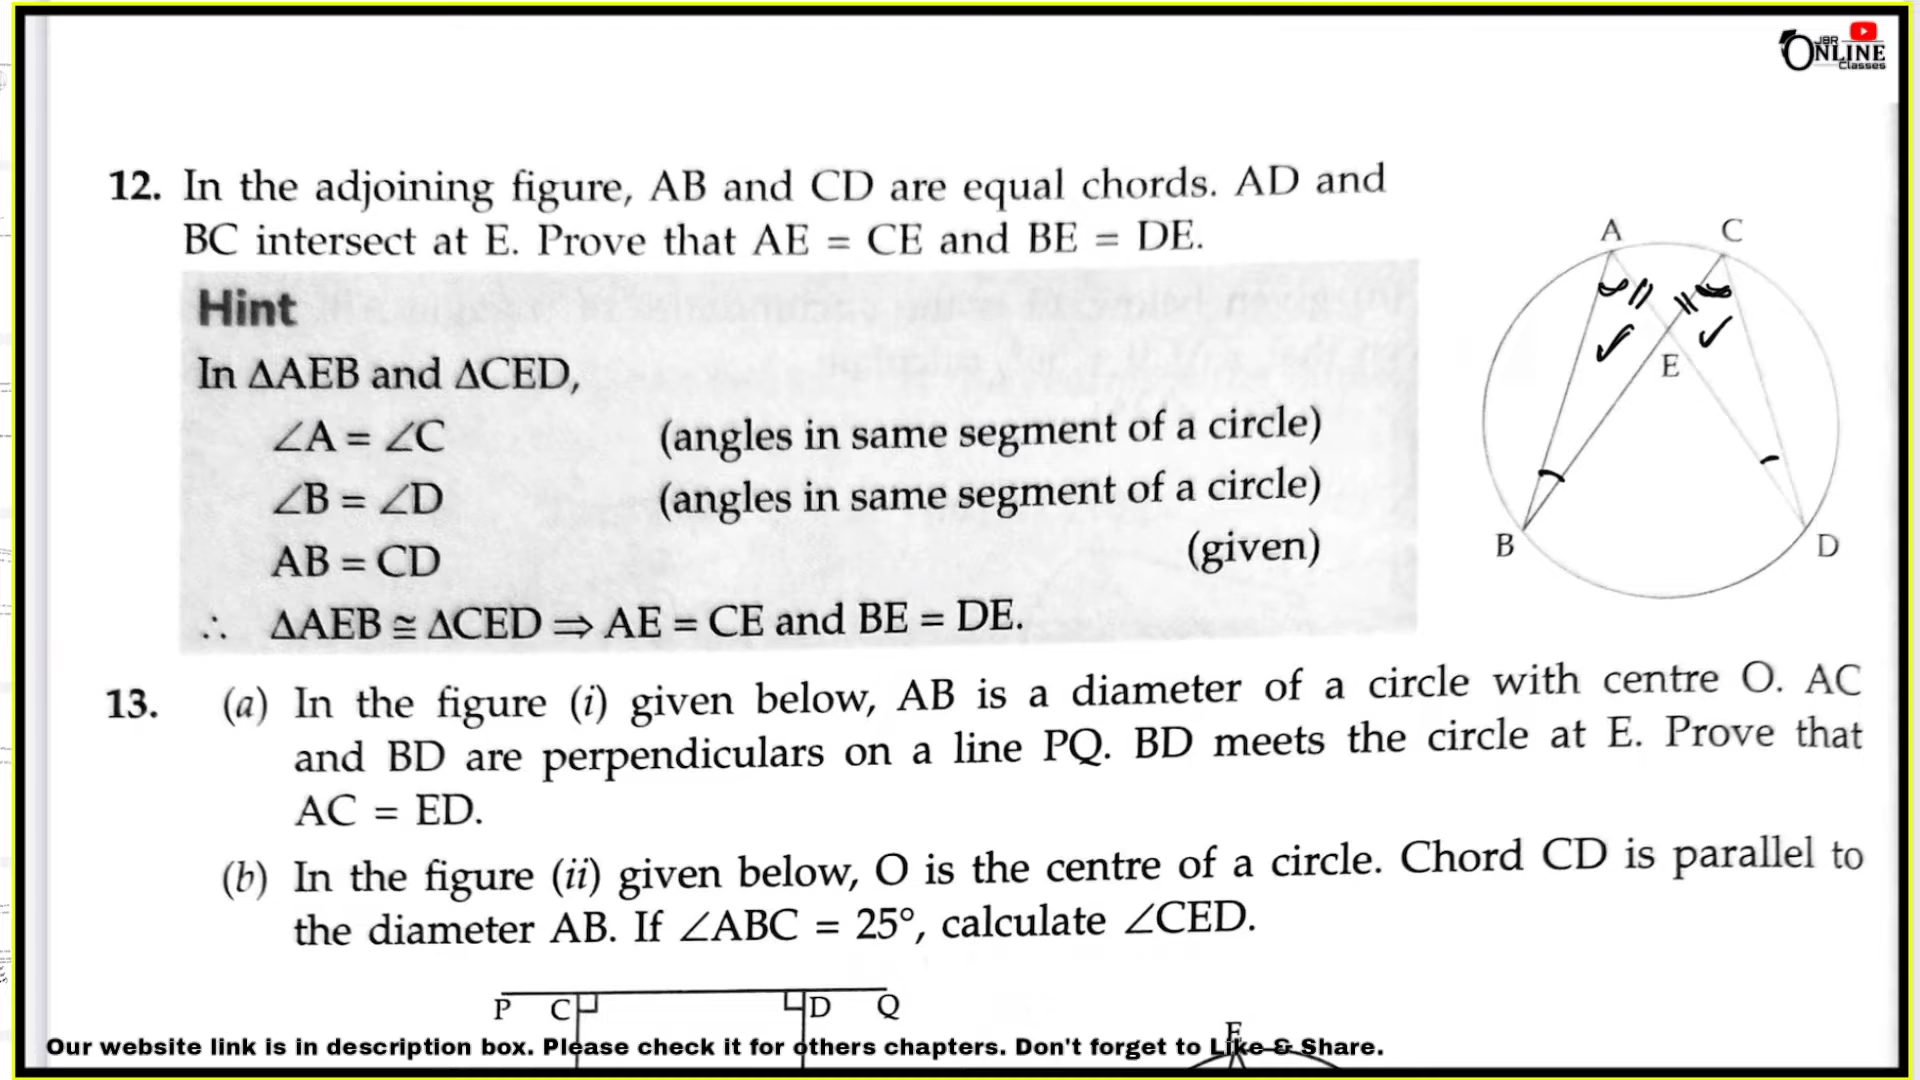 JBR
ONLINE
Classes
12. In the adjoining figure, AB and CD are equal chords. AD and
BC intersect at E. Prove that AE = CE and BE = DE.
Hint
In ΔAEB and ΔCED,
∠A = ∠C (angles in same segment of a circle)
∠B = ∠D (angles in same segment of a circle)
AB = CD (given)
∴ ΔAEB ≅ ΔCED ⇒ AE = CE and BE = DE.
A C
E
B D
13. (a) In the figure (i) given below, AB is a diameter of a circle with centre O. AC
and BD are perpendiculars on a line PQ. BD meets the circle at E. Prove that
AC = ED.
(b) In the figure (ii) given below, O is the centre of a circle. Chord CD is parallel to
the diameter AB. If ∠ABC = 25°, calculate ∠CED.
P C D Q
E
Our website link is in description box. Please check it for others chapters. Don't forget to Like & Share.